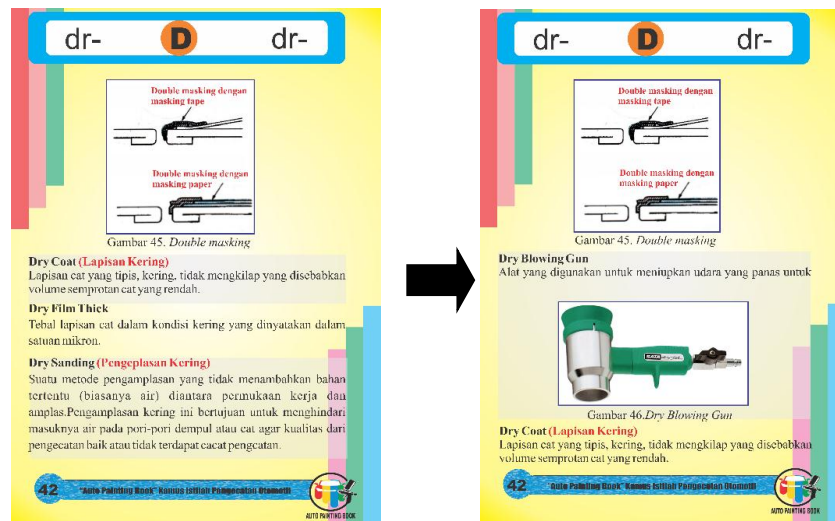 dr-
D
dr-
Double masking dengan
masking tape
Double masking dengan
masking paper
Gambar 45. Double masking
Dry Coat (Lapisan Kering)
Lapisan cat yang tipis, kering, tidak mengkilap yang disebabkan
volume semprotan cat yang rendah.
Dry Film Thick
Tebal lapisan cat dalam kondisi kering yang dinyatakan dalam
satuan mikron.
Dry Sanding (Pengeplasan Kering)
Suatu metode pengamplasan yang tidak menambahkan bahan
tertentu (biasanya air) diantara permukaan kerja dan
amplas.Pengamplasan kering ini bertujuan untuk menghindari
masuknya air pada pori-pori dempul atau cat agar kualitas dari
pengecatan baik atau tidak terdapat cacat pengecatan.
42
"Auto Painting Book" Kamus Istilah Pengecatan Otomotif
AUTO PAINTING BOOK
dr-
D
dr-
Double masking dengan
masking tape
Double masking dengan
masking paper
Gambar 45. Double masking
Dry Blowing Gun
Alat yang digunakan untuk meniupkan udara yang panas untuk
Gambar 46.Dry Blowing Gun
Dry Coat (Lapisan Kering)
Lapisan cat yang tipis, kering, tidak mengkilap yang disebabkan
volume semprotan cat yang rendah.
42
"Auto Painting Book" Kamus Istilah Pengecatan Otomotif
AUTO PAINTING BOOK